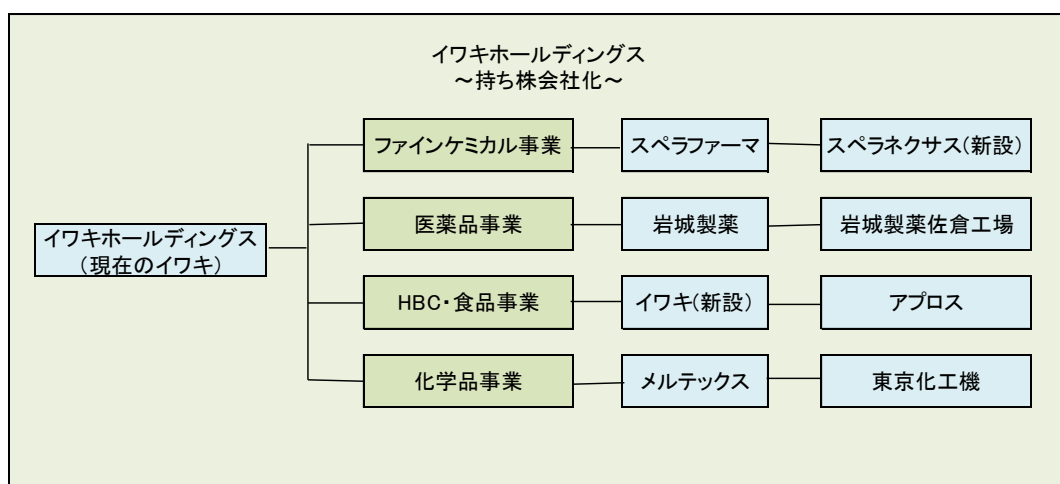 イワキホールディングス
～持ち株会社化～
ファインケミカル事業
スペラファーマ
スペラネクサス(新設)
医薬品事業
岩城製薬
岩城製薬佐倉工場
イワキホールディングス
(現在のイワキ)
HBC・食品事業
イワキ(新設)
アプロス
化学品事業
メルテックス
東京化工機